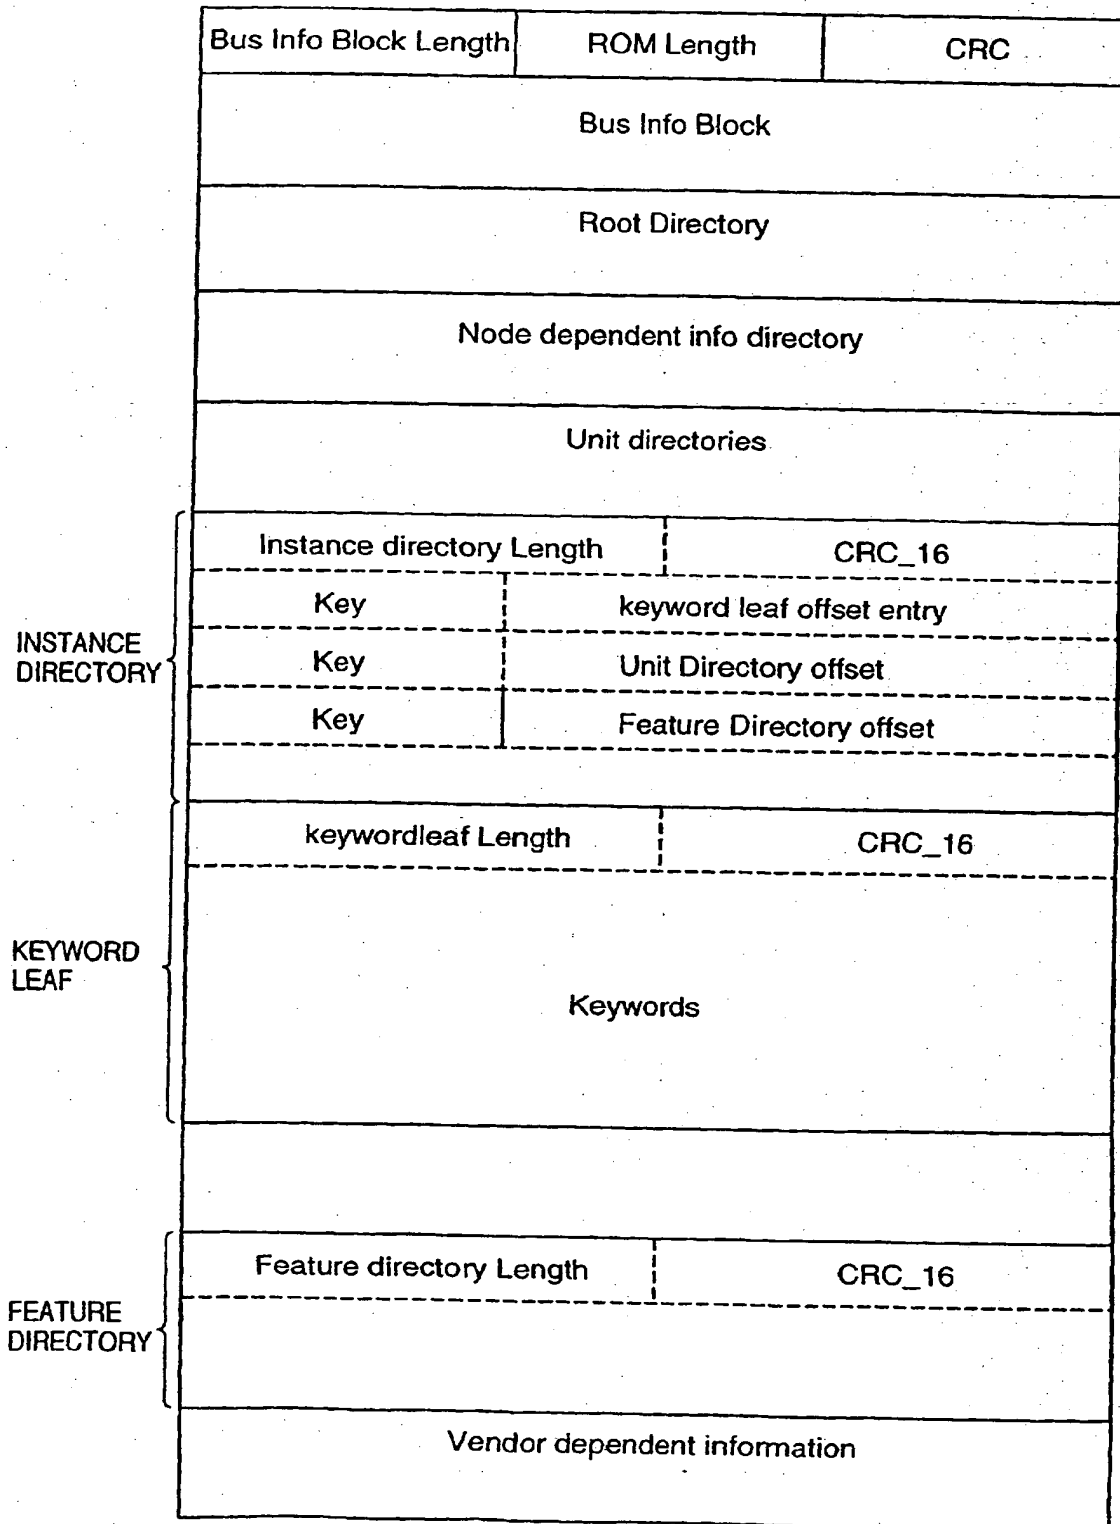 Bus Info Block Length ROM Length CRC
Bus Info Block
Root Directory
Node dependent info directory
Unit directories
INSTANCE
DIRECTORY
Instance directory Length CRC_16
Key keyword leaf offset entry
Key Unit Directory offset
Key Feature Directory offset
KEYWORD
LEAF
keywordleaf Length CRC_16
Keywords
FEATURE
DIRECTORY
Feature directory Length CRC_16
Vendor dependent information